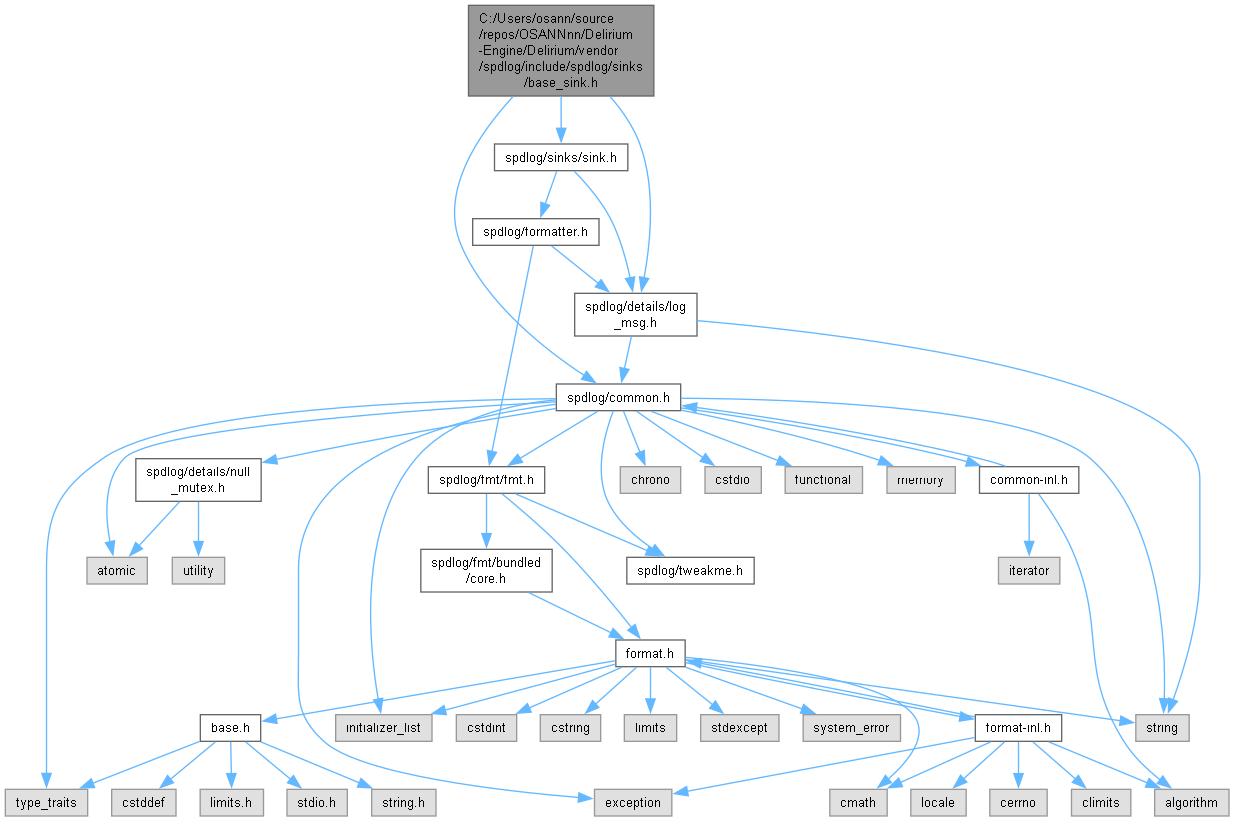 C:/Users/osann/source
/repos/OSANNnn/Delirium
-Engine/Delirium/vendor
/spdlog/include/spdlog/sinks
/base_sink.h
spdlog/sinks/sink.h
spdlog/formatter.h
spdlog/details/log
_msg.h
spdlog/common.h
spdlog/details/null
_mutex.h
spdlog/fmt/fmt.h
chrono
cstdio
functional
memory
common-inl.h
atomic
utility
spdlog/fmt/bundled
/core.h
spdlog/tweakme.h
iterator
format.h
base.h
initializer_list
cstdint
cstring
limits
stdexcept
system_error
format-inl.h
string
type_traits
cstddef
limits.h
stdio.h
string.h
exception
cmath
locale
cerrno
climits
algorithm